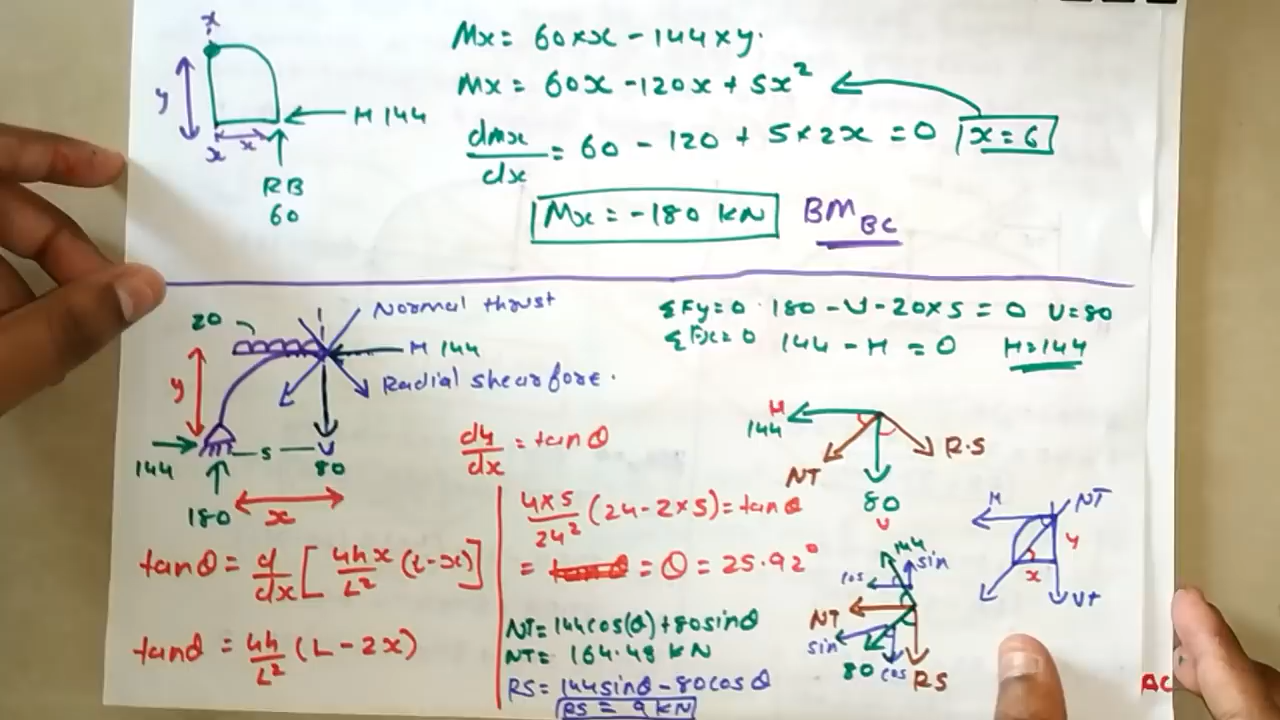 x
Mx = 60×x - 144×y.
Mx = 60x - 120x + 5x²
dmx/dx = 60 - 120 + 5×2x = 0 x = 6
y
x x
H 144
RB
60
Mx = -180 kN BM BC
20
Normal thrust
H 144
Radial shear fore.
y
144
5
80
180
x
ΣFy=0 180 - V - 20×5 = 0 V=80
ΣFx=0 144 - H = 0 H=144
dy/dx = tanθ
H
144
NT
R.S
80
V
4×5/24² (24-2×5) = tanθ
= θ = 25.92°
tanθ = d/dx [4hx/L² (L-x)]
tanθ = 4h/L² (L-2x)
NT = 144cos(θ) + 80sinθ
NT = 164.48 kN
RS = 144sinθ - 80cosθ
RS = 9 kN
144
sin
cos
NT
sin
80 cos RS
H
NT
y
x
V↑
AC